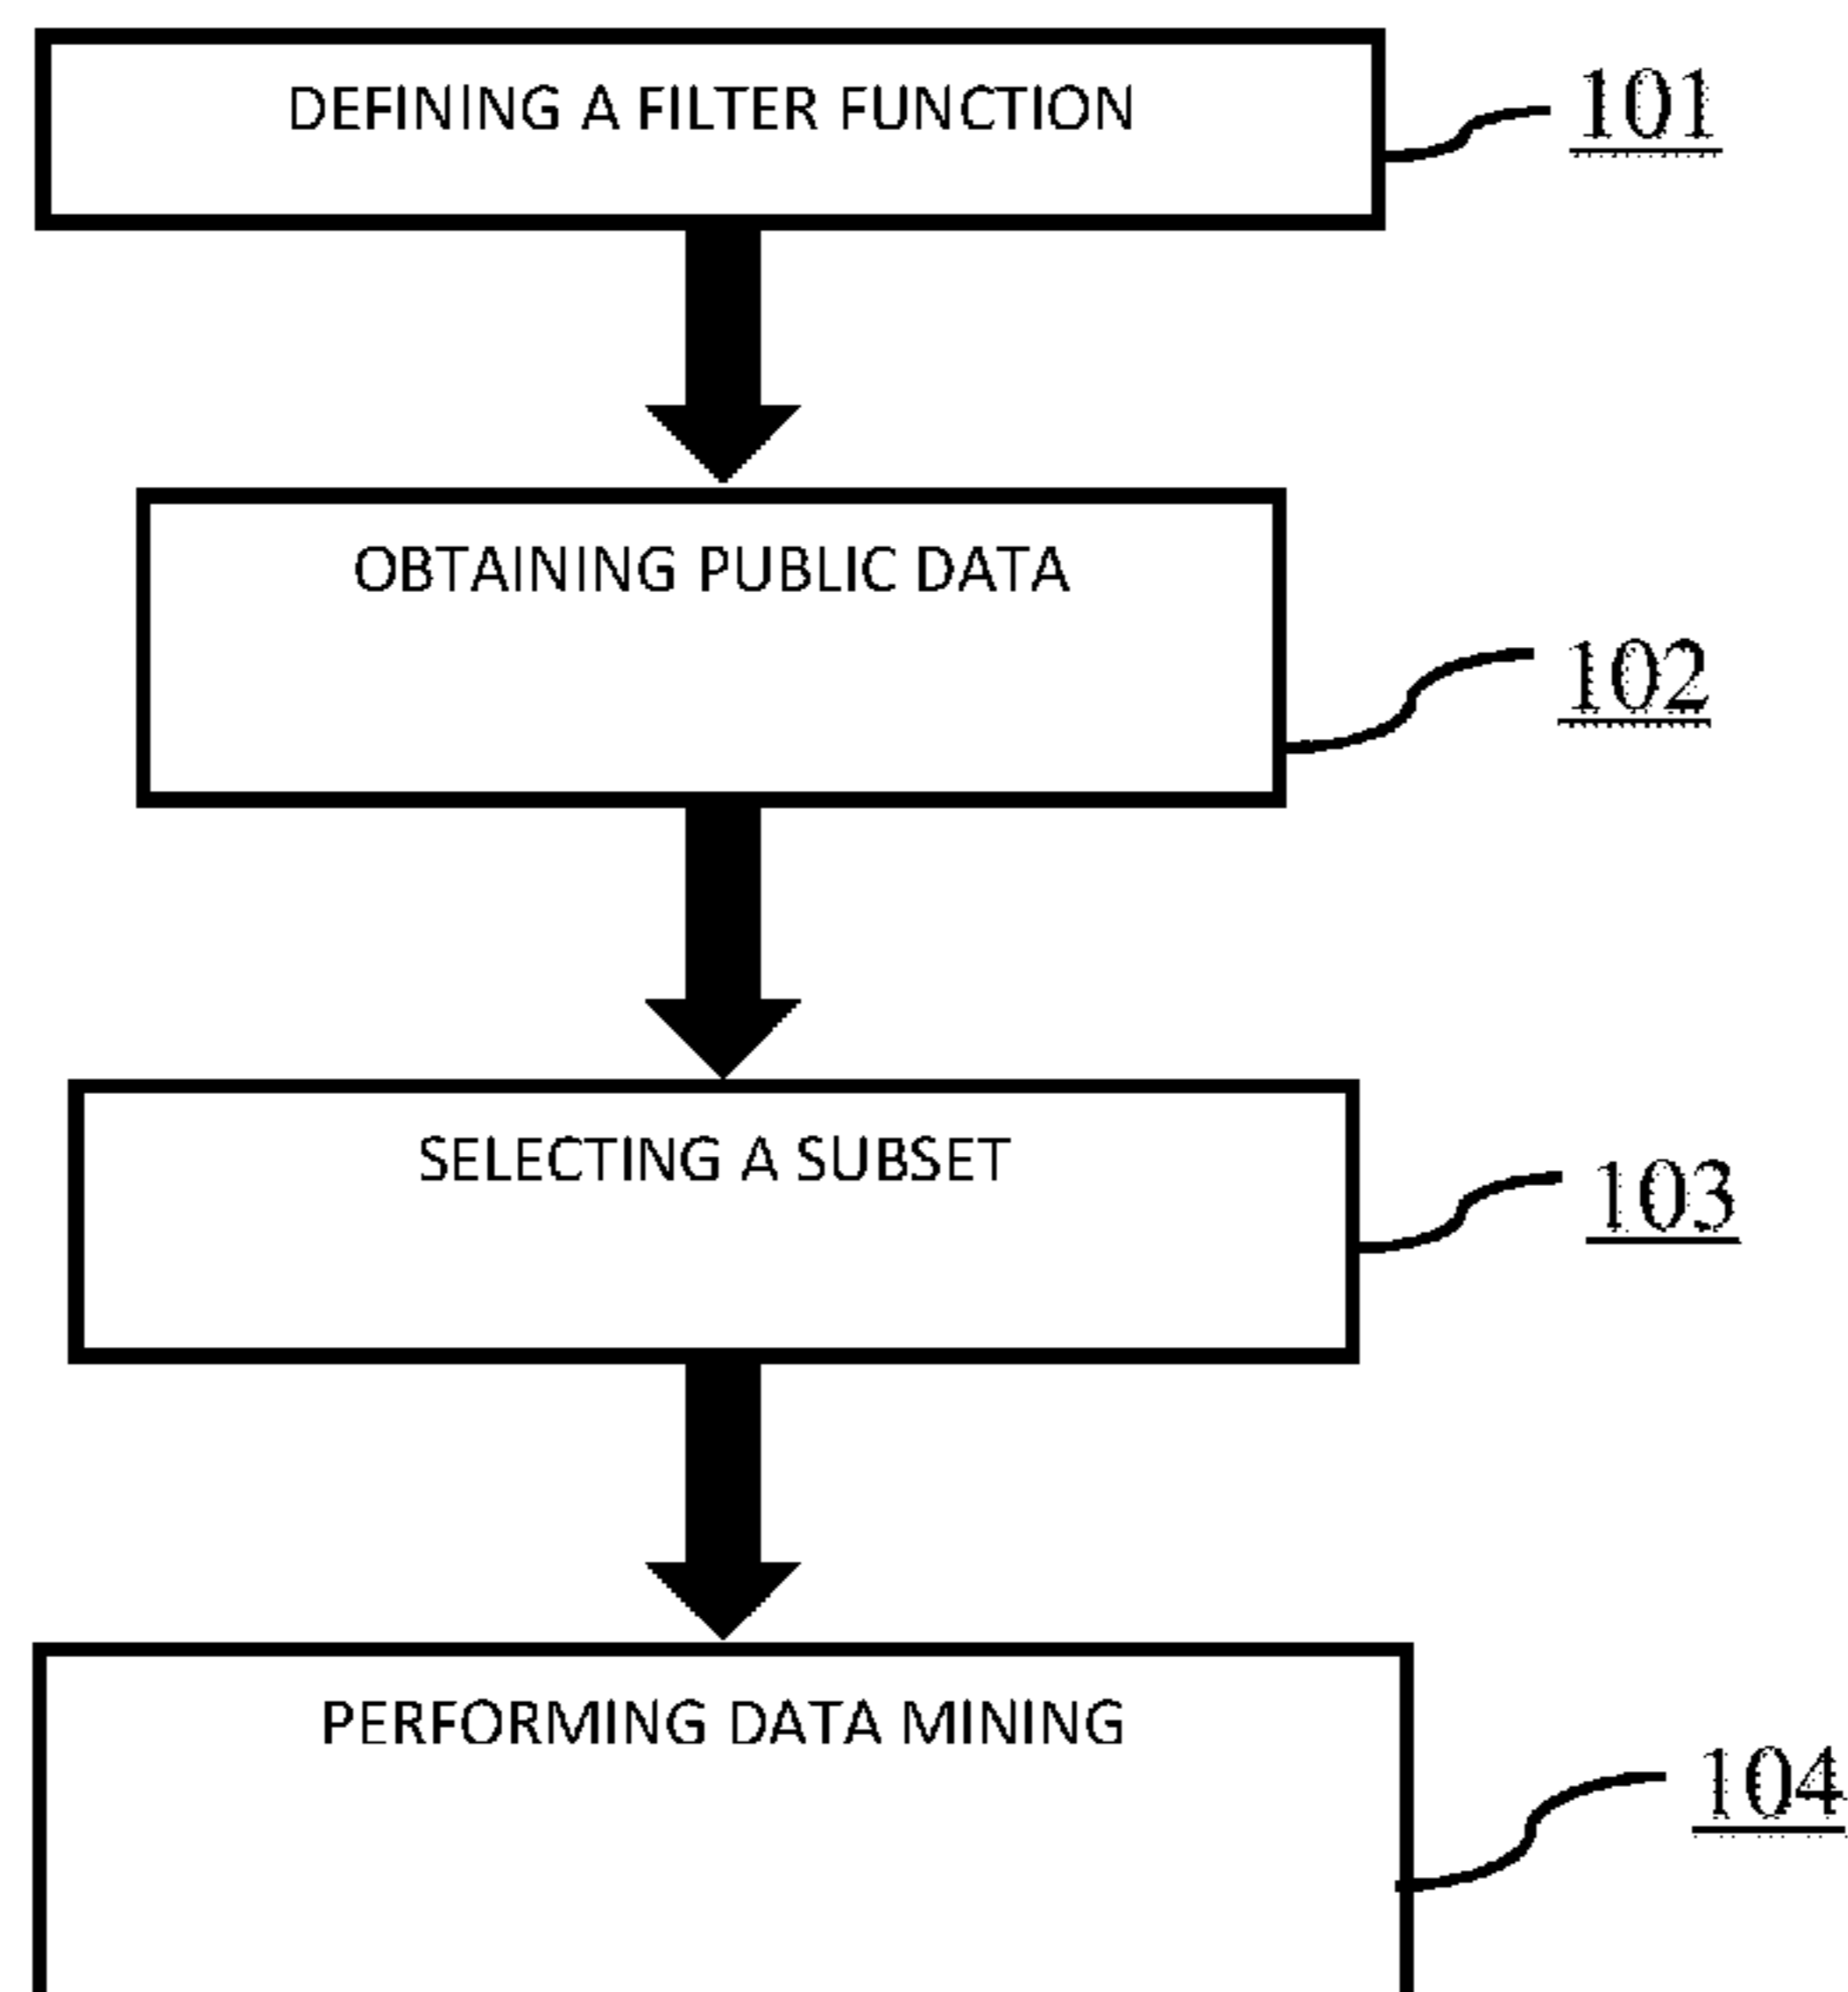 DEFINING A FILTER FUNCTION
101
OBTAINING PUBLIC DATA
102
SELECTING A SUBSET
103
PERFORMING DATA MINING
104